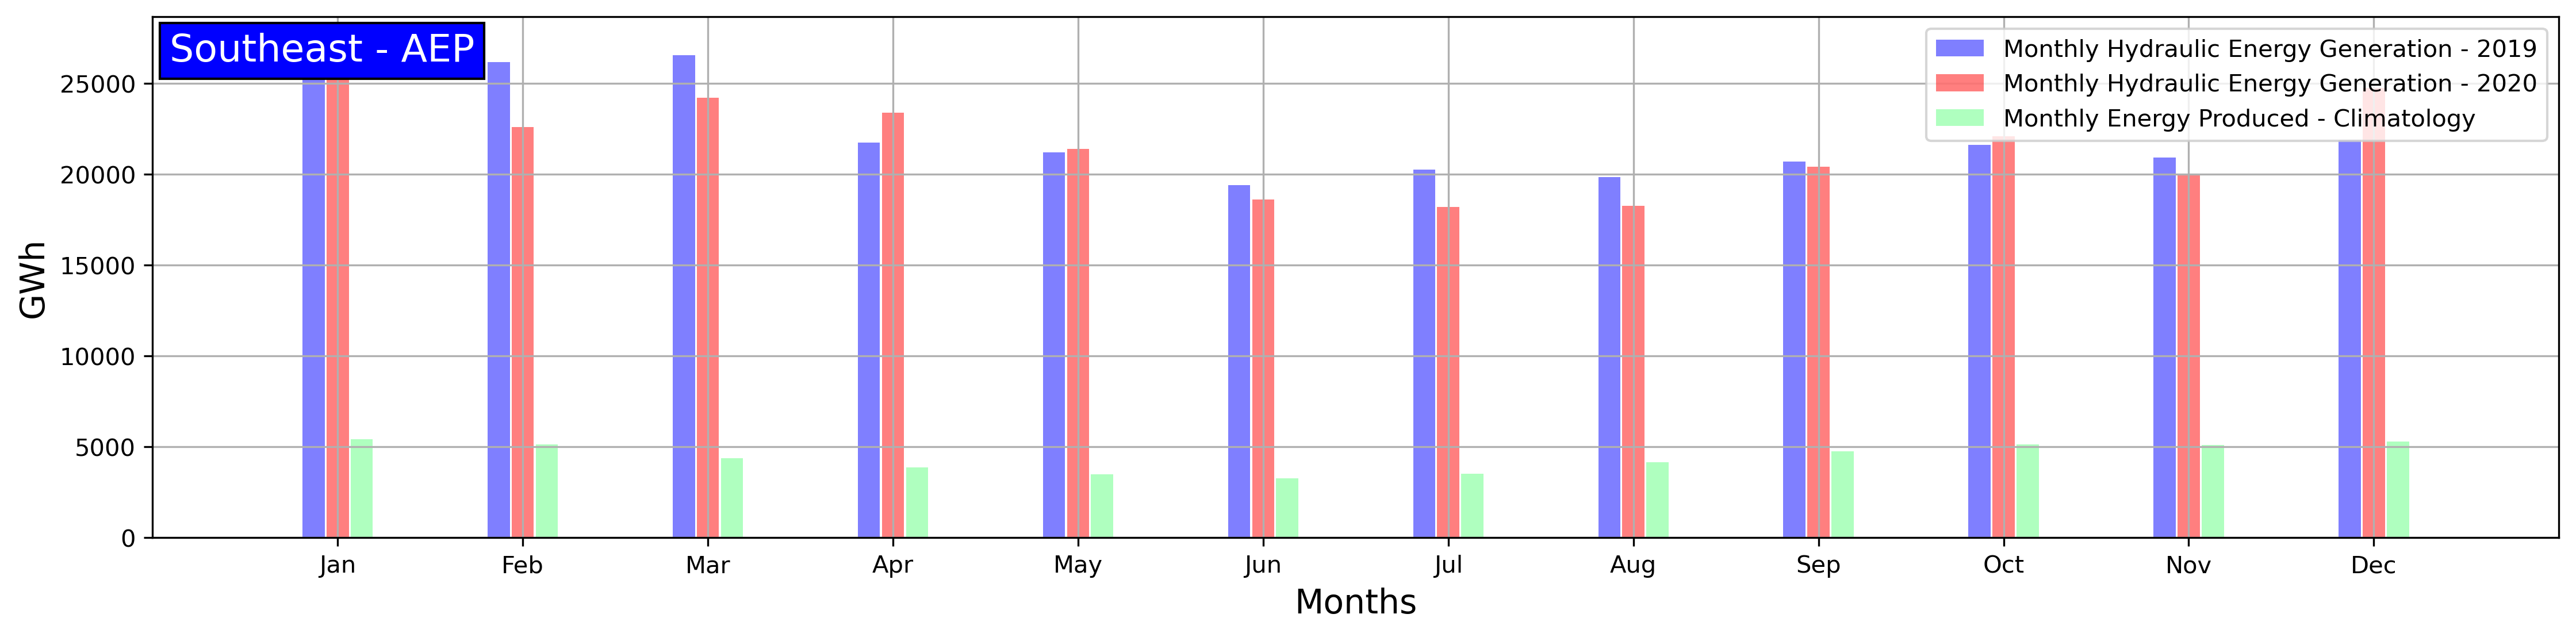 Southeast - AEP
Monthly Hydraulic Energy Generation - 2019
Monthly Hydraulic Energy Generation - 2020
Monthly Energy Produced - Climatology
GWh
25000
20000
15000
10000
5000
0
Jan Feb Mar Apr May Jun Jul Aug Sep Oct Nov Dec
Months